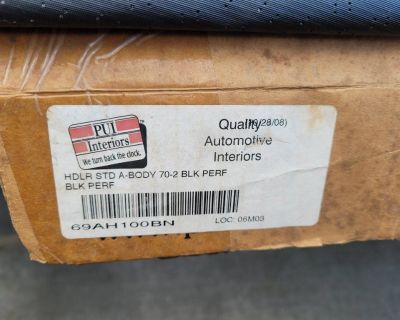 PUI
Interiors
We turn back the clock.
Quality
Automotive
Interiors
HDLR STD A-BODY 70-2 BLK PERF
BLK PERF
69AH100BN
LOC: 06M03